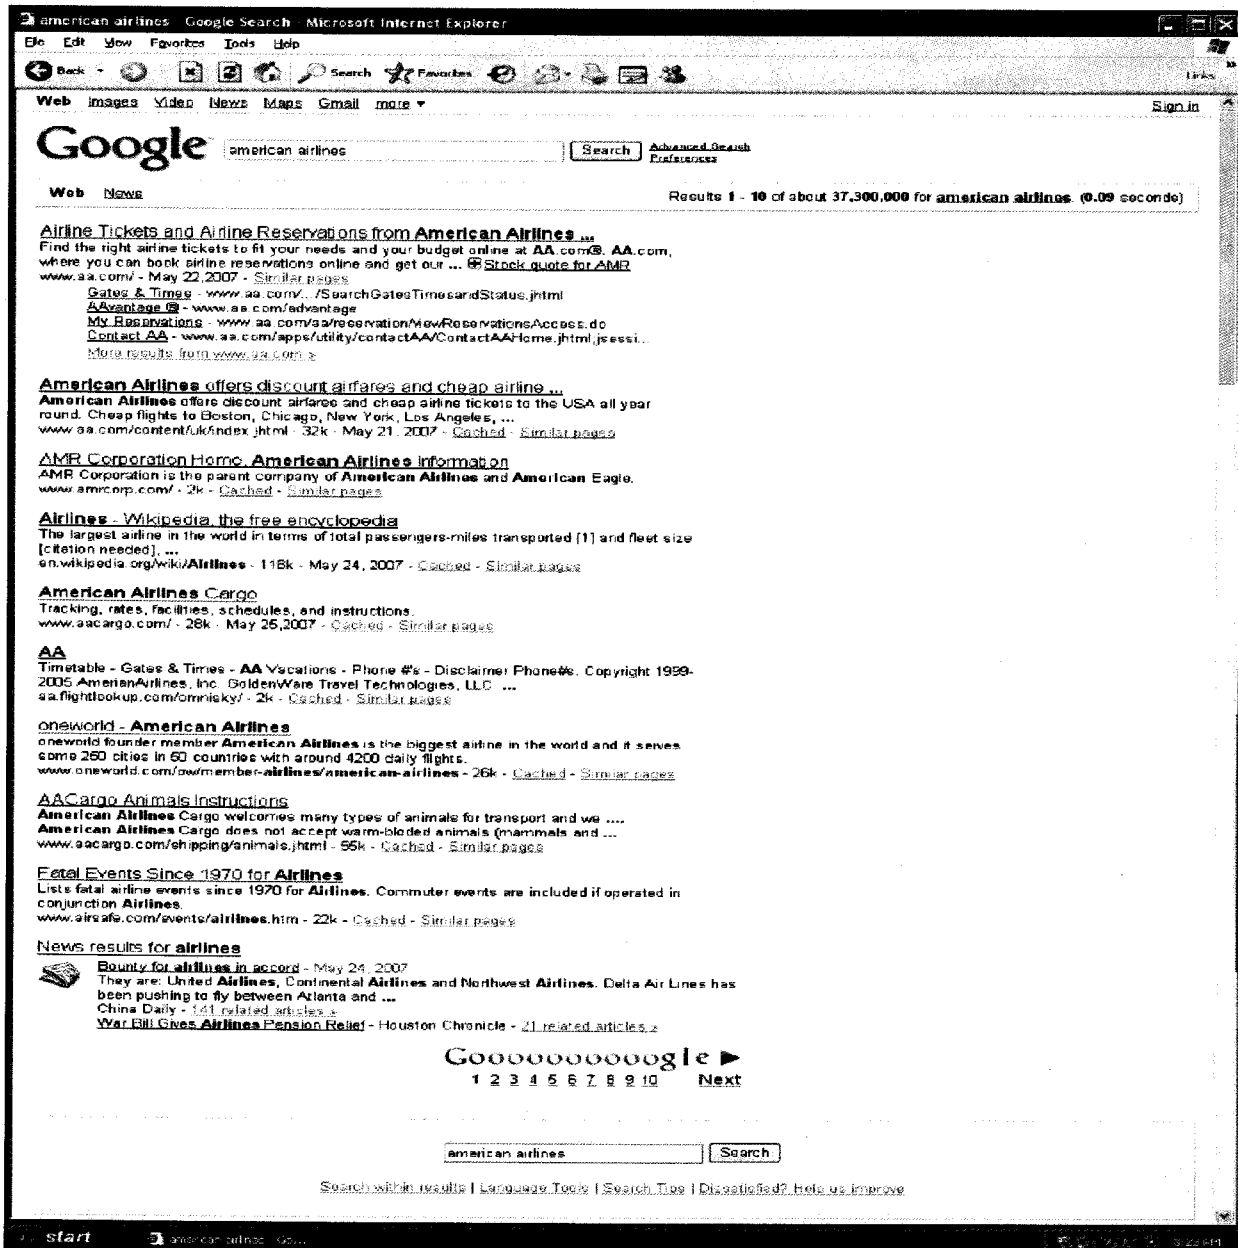 american airlines - Google Search - Microsoft Internet Explorer
File Edit View Favorites Tools Help
Back Search Favorites Links
Web Images Video News Maps Gmail more ▼ Sign in
Google american airlines Search Advanced Search
Preferences
Web News Results 1 - 10 of about 37,300,000 for american airlines. (0.09 seconds)
Airline Tickets and Airline Reservations from American Airlines ...
Find the right airline tickets to fit your needs and your budget online at AA.com®. AA.com,
where you can book airline reservations online and get our ... Stock quote for AMR
www.aa.com/ - May 22,2007 - Similar pages
Gates & Times - www.aa.com/.../SearchGatesTimesandStatus.jhtml
AAvantage ® - www.aa.com/advantage
My Reservations - www.aa.com/aa/reservation/ViewReservationsAccess.do
Contact AA - www.aa.com/apps/utility/contactAA/ContactAAHome.jhtml,jsessi...
More results from www.aa.com »
American Airlines offers discount airfares and cheap airline ...
American Airlines offers discount airfares and cheap airline tickets to the USA all year
round. Cheap flights to Boston, Chicago, New York, Los Angeles, ...
www.aa.com/content/uk/index.jhtml - 32k - May 21, 2007 - Cached - Similar pages
AMR Corporation Home. American Airlines Information
AMR Corporation is the parent company of American Airlines and American Eagle.
www.amrcorp.com/ - 2k - Cached - Similar pages
Airlines - Wikipedia, the free encyclopedia
The largest airline in the world in terms of total passengers-miles transported [1] and fleet size
[citation needed], ...
en.wikipedia.org/wiki/Airlines - 118k - May 24, 2007 - Cached - Similar pages
American Airlines Cargo
Tracking, rates, facilities, schedules, and instructions.
www.aacargo.com/ - 28k - May 25,2007 - Cached - Similar pages
AA
Timetable - Gates & Times - AA Vacations - Phone #'s - Disclaimer Phone#s. Copyright 1999-
2005 AmerianAirlines, Inc. GoldenWare Travel Technologies, LLC ...
aa.flightlookup.com/omnisky/ - 2k - Cached - Similar pages
oneworld - American Airlines
oneworld founder member American Airlines is the biggest airline in the world and it serves
some 250 cities in 50 countries with around 4200 daily flights.
www.oneworld.com/ow/member-airlines/american-airlines - 26k - Cached - Similar pages
AACargo Animals Instructions
American Airlines Cargo welcomes many types of animals for transport and we ....
American Airlines Cargo does not accept warm-bloded animals (mammals and ...
www.aacargo.com/shipping/animals.jhtml - 55k - Cached - Similar pages
Fatal Events Since 1970 for Airlines
Lists fatal airline events since 1970 for Airlines. Commuter events are included if operated in
conjunction Airlines.
www.airsafe.com/events/airlines.htm - 22k - Cached - Similar pages
News results for airlines
Bounty for airlines in accord - May 24, 2007
They are: United Airlines, Continental Airlines and Northwest Airlines. Delta Air Lines has
been pushing to fly between Atlanta and ...
China Daily - 141 related articles »
War Bill Gives Airlines Pension Relief - Houston Chronicle - 21 related articles »
Goooooooooogle ►
1 2 3 4 5 6 7 8 9 10 Next
american airlines Search
Search within results | Language Tools | Search Tips | Dissatisfied? Help us improve
start american airlines - Go...